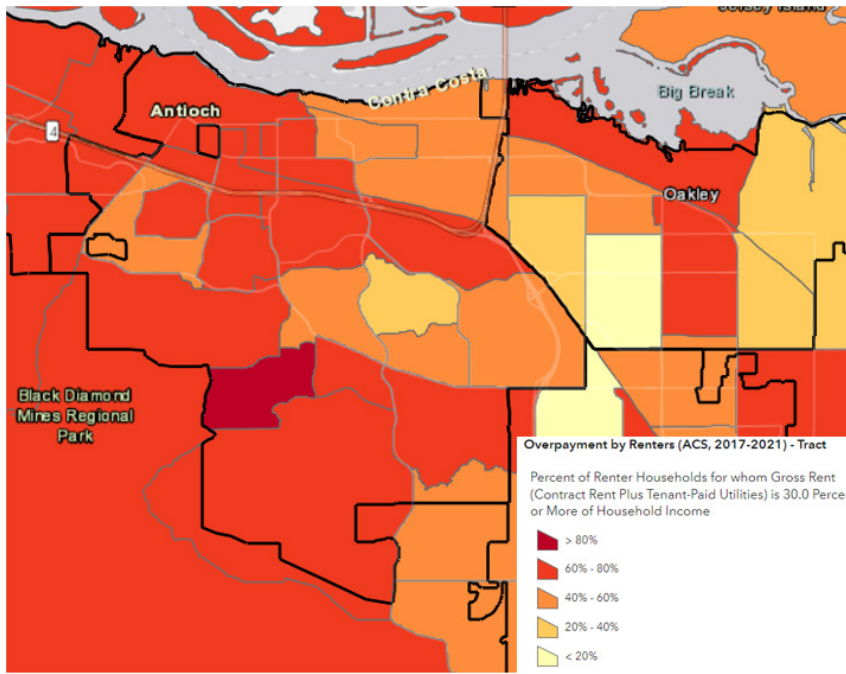 Jersey Island
Contra Costa
Big Break
Antioch
4
Oakley
Black Diamond
Mines Regional
Park
Overpayment by Renters (ACS, 2017-2021) - Tract
Percent of Renter Households for whom Gross Rent
(Contract Rent Plus Tenant-Paid Utilities) is 30.0 Perce
or More of Household Income
> 80%
60% - 80%
40% - 60%
20% - 40%
< 20%